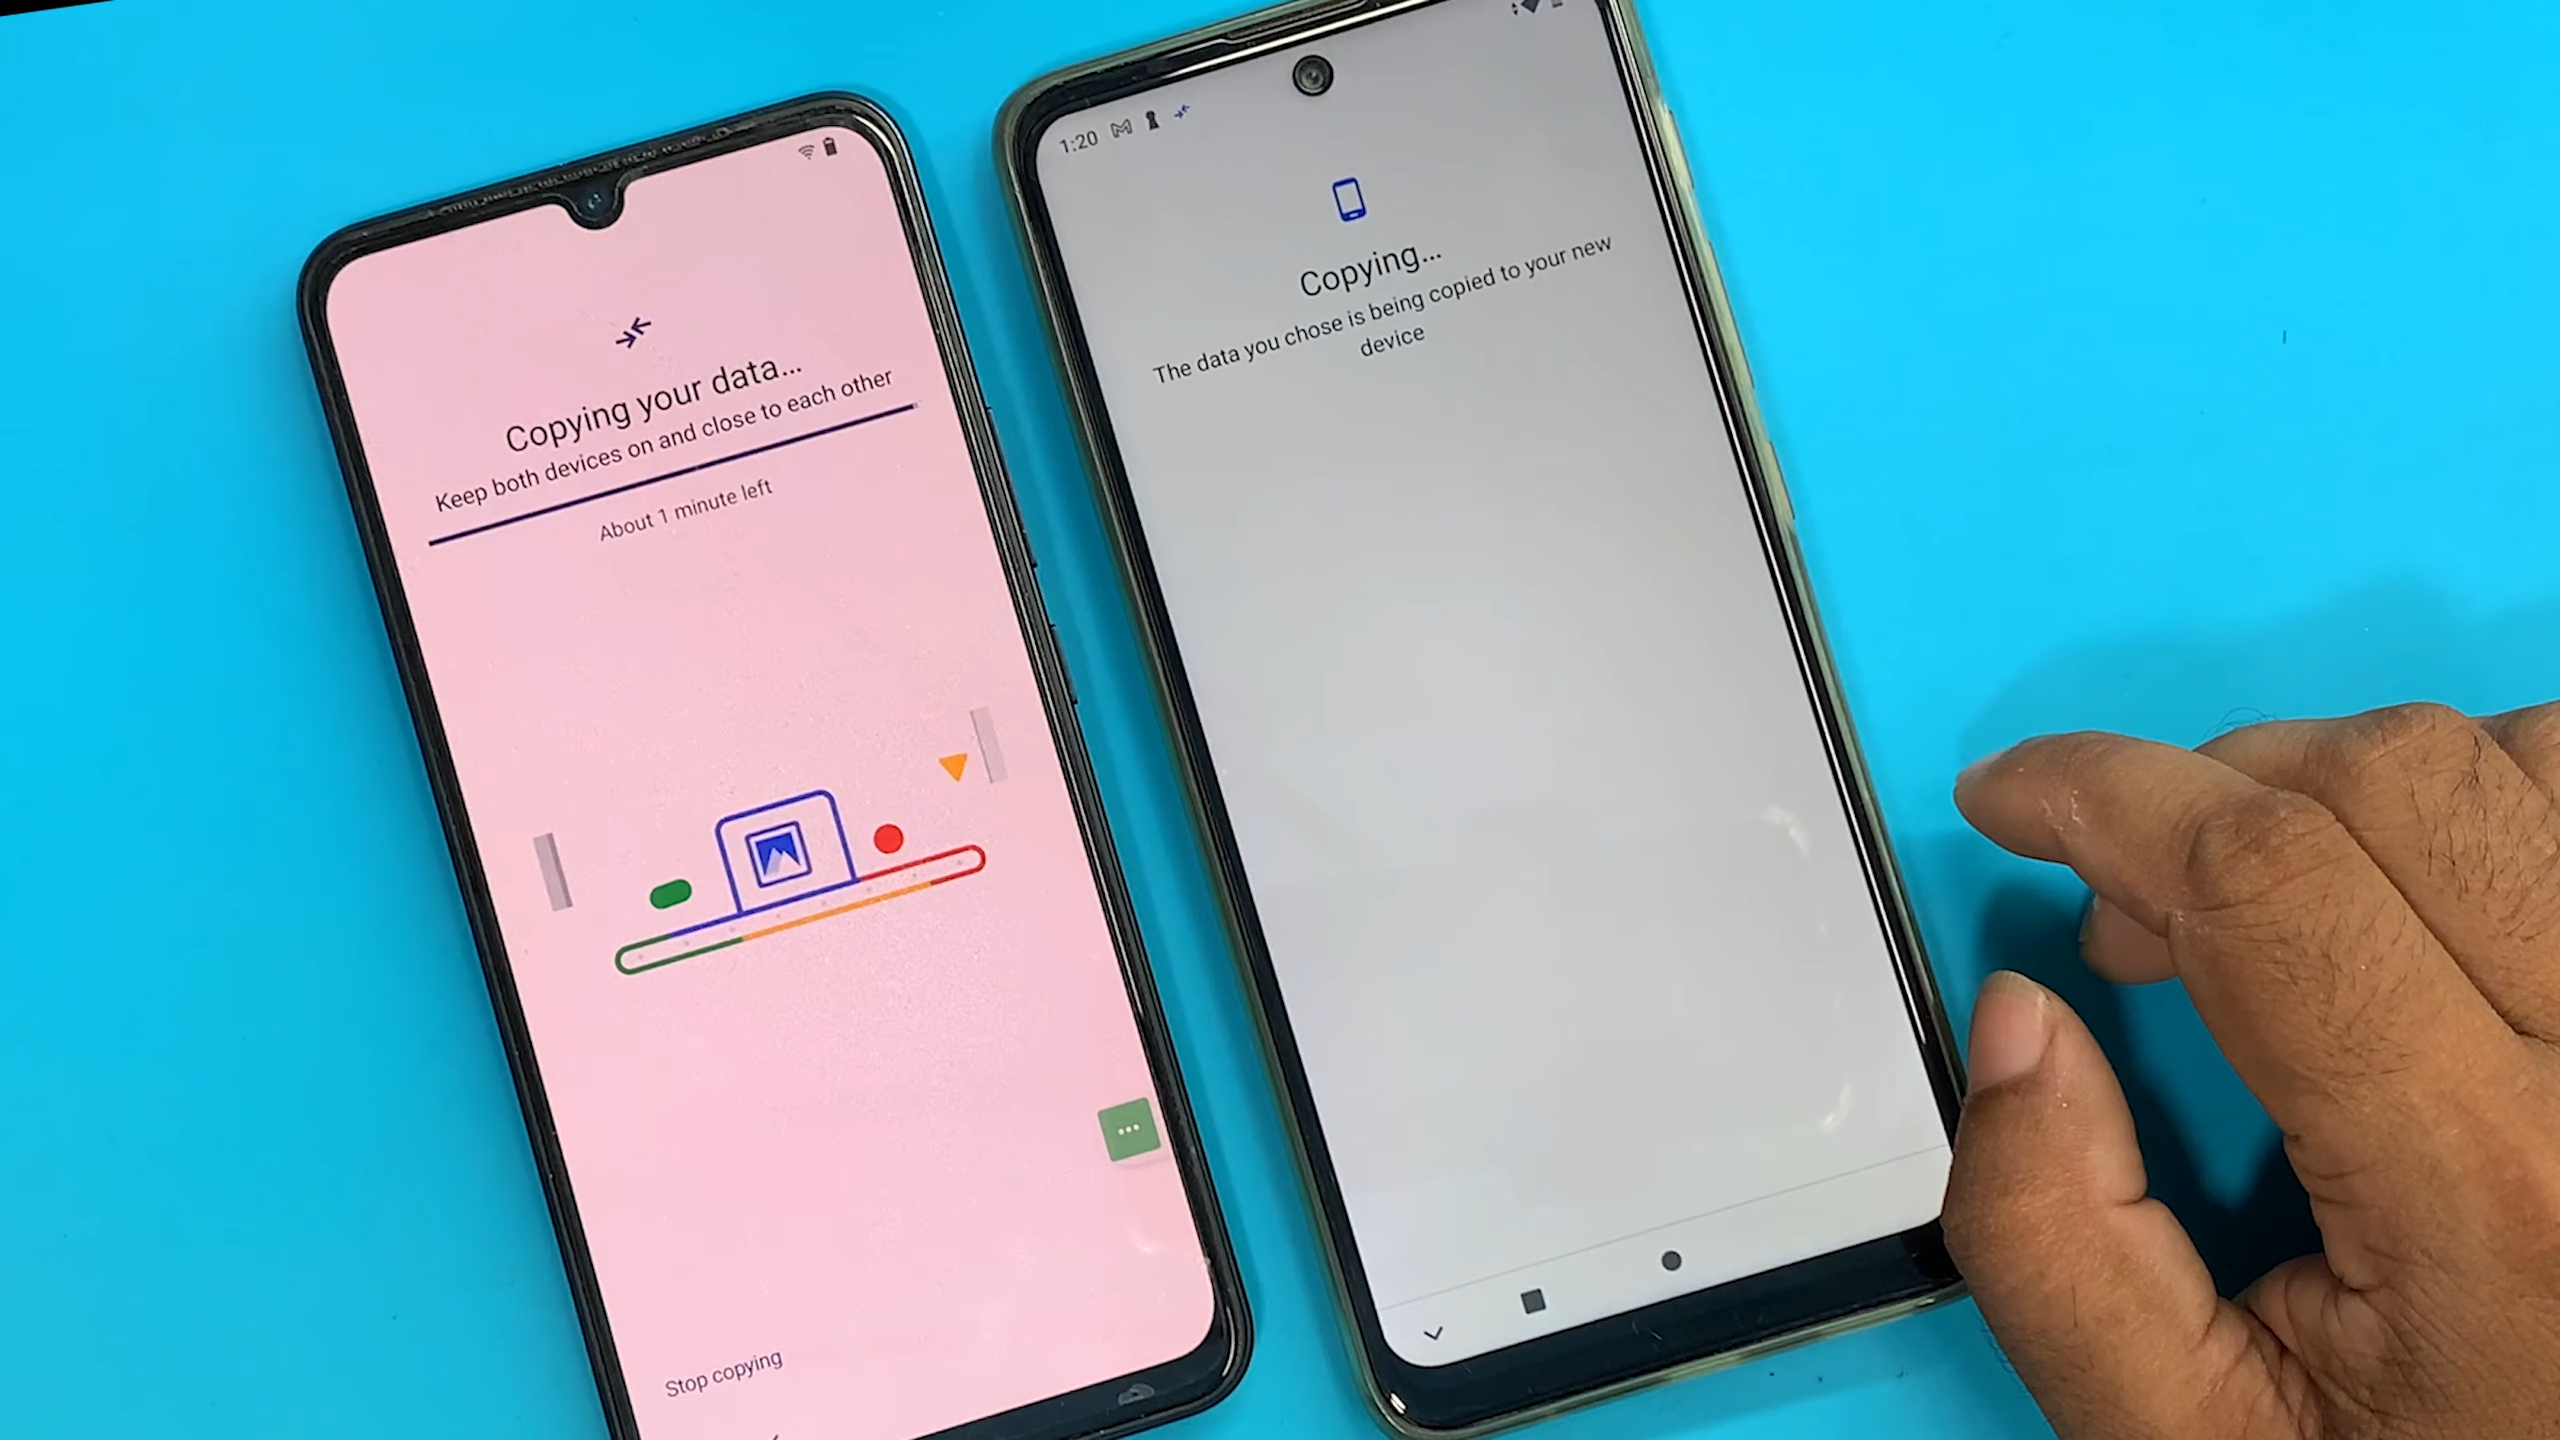 Copying your data...
Keep both devices on and close to each other
About 1 minute left
Stop copying
1:20
Copying...
The data you chose is being copied to your new
device